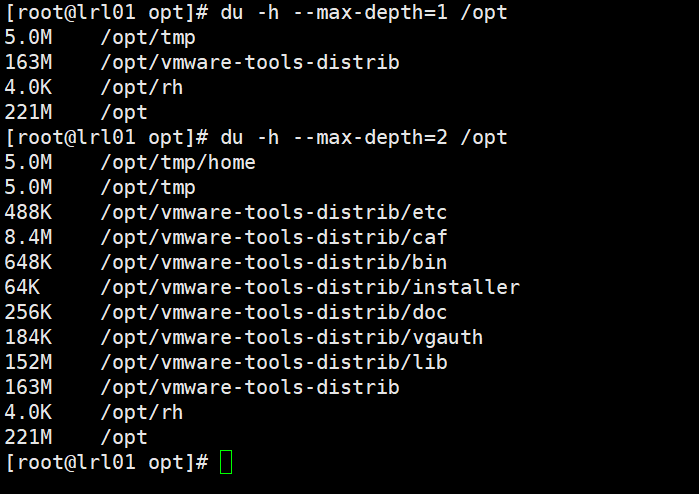 [root@lrl01 opt]# du -h --max-depth=1 /opt
5.0M    /opt/tmp
163M    /opt/vmware-tools-distrib
4.0K    /opt/rh
221M    /opt
[root@lrl01 opt]# du -h --max-depth=2 /opt
5.0M    /opt/tmp/home
5.0M    /opt/tmp
488K    /opt/vmware-tools-distrib/etc
8.4M    /opt/vmware-tools-distrib/caf
648K    /opt/vmware-tools-distrib/bin
64K     /opt/vmware-tools-distrib/installer
256K    /opt/vmware-tools-distrib/doc
184K    /opt/vmware-tools-distrib/vgauth
152M    /opt/vmware-tools-distrib/lib
163M    /opt/vmware-tools-distrib
4.0K    /opt/rh
221M    /opt
[root@lrl01 opt]#